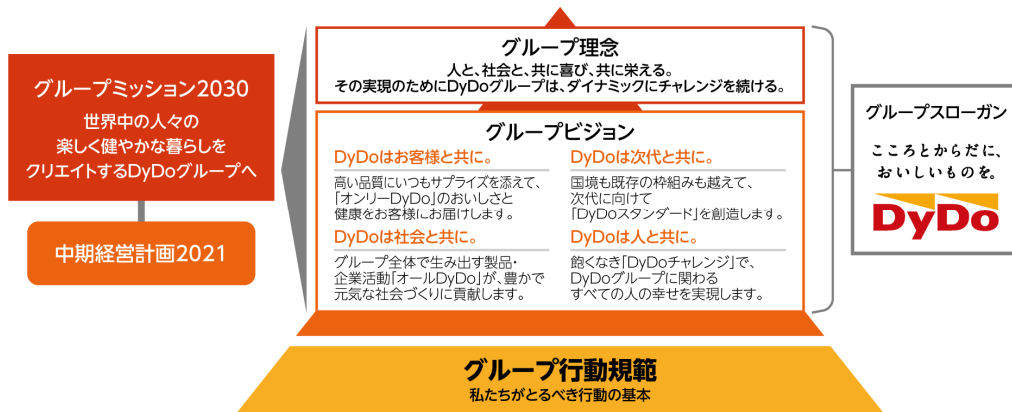 グループミッション2030
世界中の人々の
楽しく健やかな暮らしを
クリエイトするDyDoグループへ
中期経営計画2021
グループ理念
人と、社会と、共に喜び、共に栄える。
その実現のためにDyDoグループは、ダイナミックにチャレンジを続ける。
グループビジョン
DyDoはお客様と共に。
高い品質にいつもサプライズを添えて、
「オンリーDyDo」のおいしさと
健康をお客様にお届けします。
DyDoは次代と共に。
国境も既存の枠組みも越えて、
次代に向けて
「DyDoスタンダード」を創造します。
DyDoは社会と共に。
グループ全体で生み出す製品・
企業活動「オールDyDo」が、豊かで
元気な社会づくりに貢献します。
DyDoは人と共に。
飽くなき「DyDoチャレンジ」で、
DyDoグループに関わる
すべての人の幸せを実現します。
グループ行動規範
私たちがとるべき行動の基本
グループスローガン
こころとからだに、
おいしいものを。
DyDo